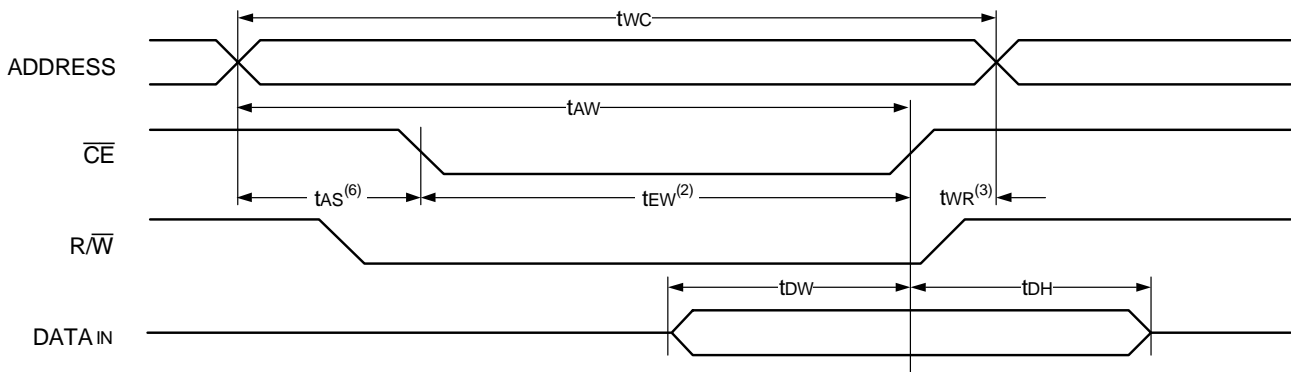 tWC
ADDRESS
tAW
CE
tAS(6)
tEW(2)
tWR(3)
R/W
tDW
tDH
DATA IN